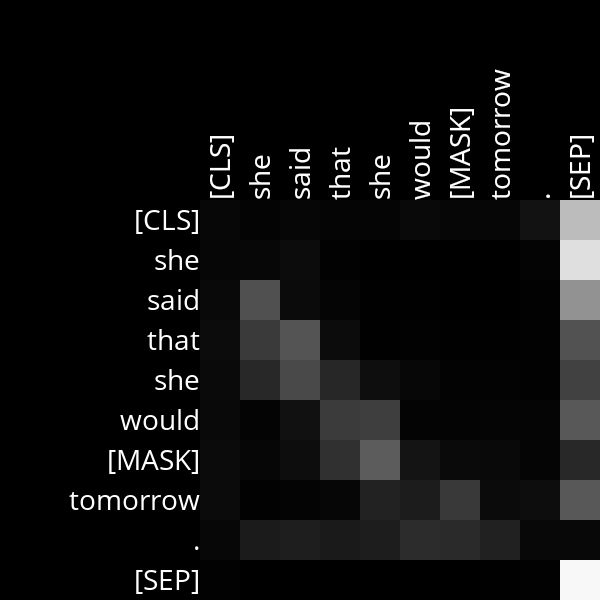 [CLS]
she
said
that
she
would
[MASK]
tomorrow
.
[SEP]
[CLS]
she
said
that
she
would
[MASK]
tomorrow
.
[SEP]